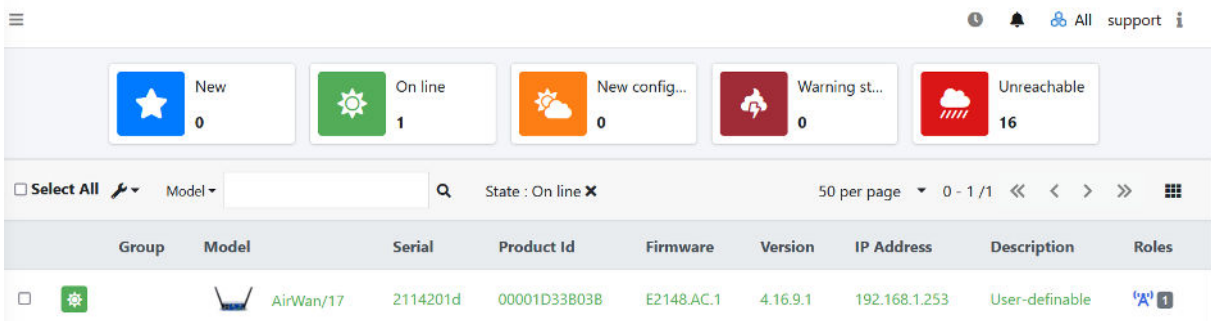 All support
New
0
On line
1
New config...
0
Warning st...
0
Unreachable
16
Select All Model State : On line 50 per page 0 - 1 /1
Group Model Serial Product Id Firmware Version IP Address Description Roles
AirWan/17 2114201d 00001D33B03B E2148.AC.1 4.16.9.1 192.168.1.253 User-definable 1